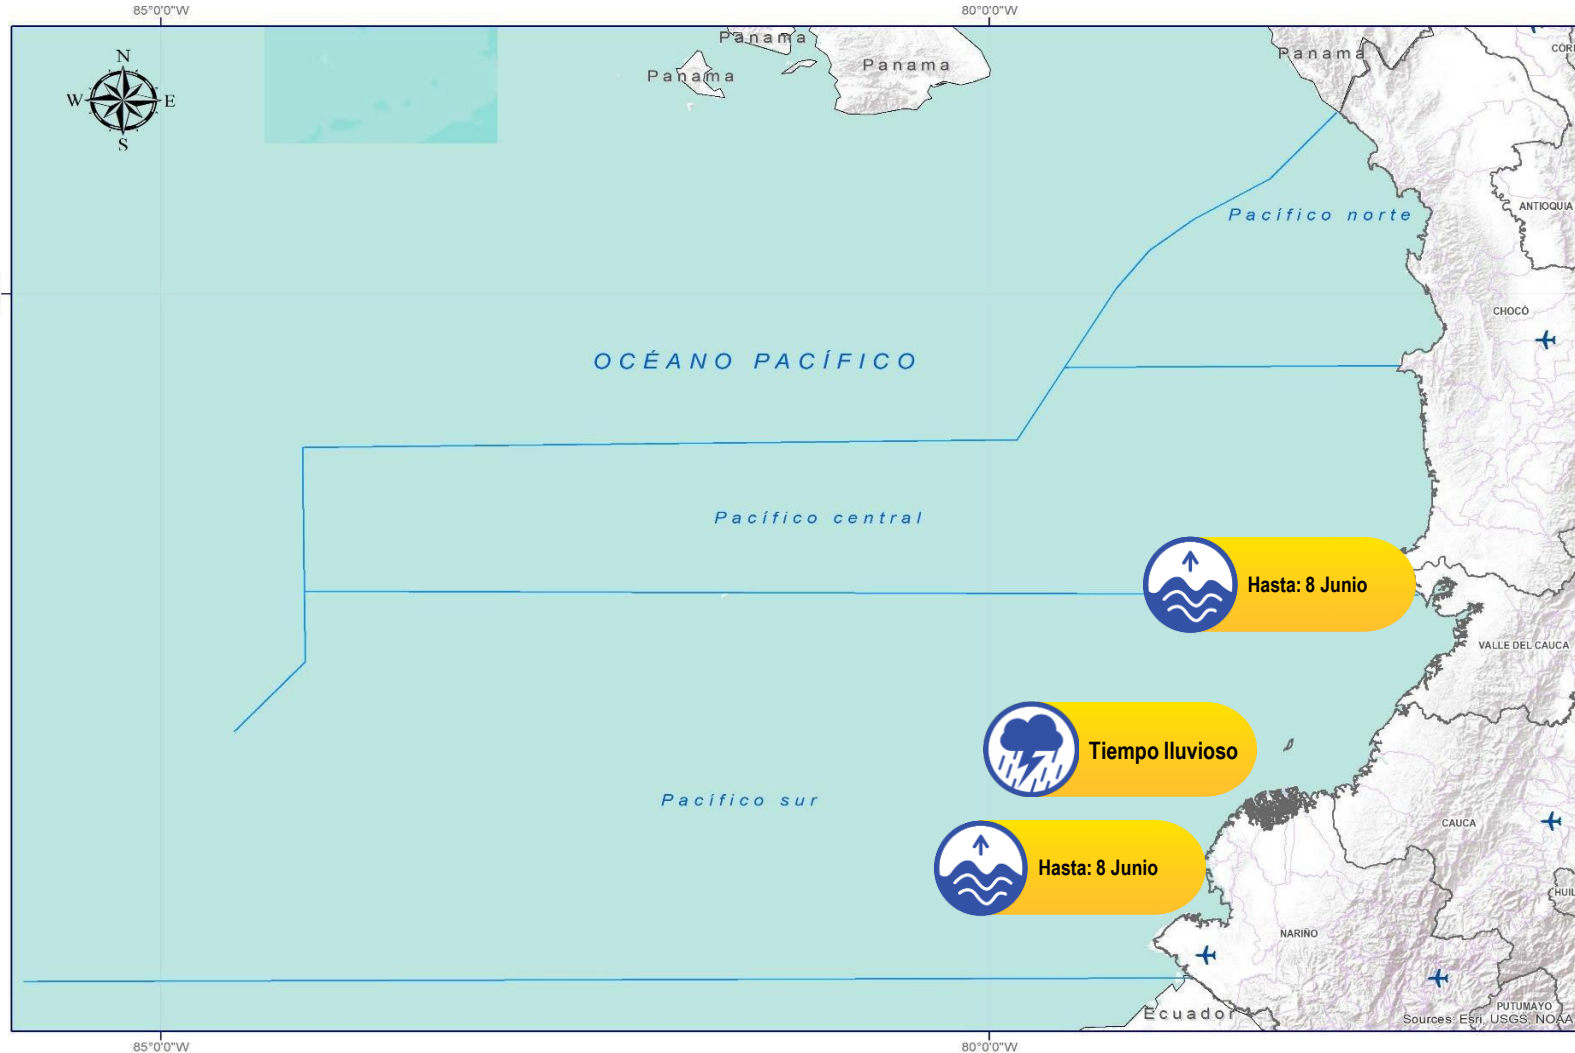 85°0'0"W
80°0'0"W
N
W
E
S
Panama
Panama
Panama
Panama
ANTIOQUIA
Pacífico norte
CHOCÓ
OCÉANO PACÍFICO
Pacífico central
Hasta: 8 Junio
VALLE DEL CAUCA
Tiempo lluvioso
Pacífico sur
CAUCA
Hasta: 8 Junio
NARIÑO
PUTUMAYO
Ecuador
Sources: Esri, USGS, NOAA
85°0'0"W
80°0'0"W